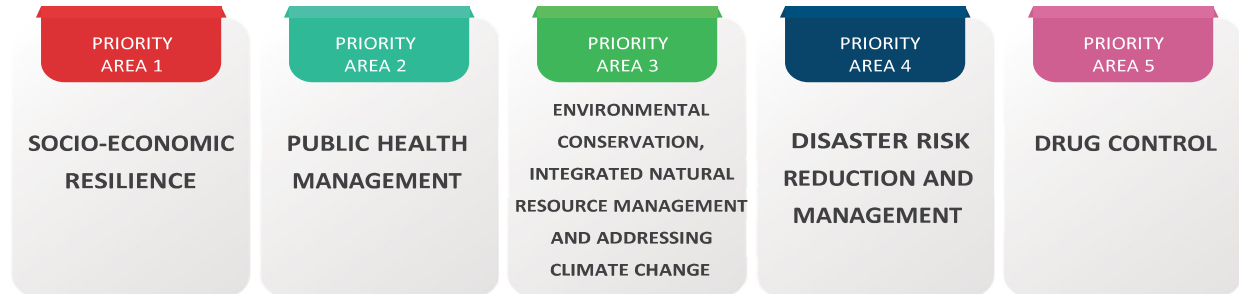 PRIORITY
AREA 1
SOCIO-ECONOMIC
RESILIENCE
PRIORITY
AREA 2
PUBLIC HEALTH
MANAGEMENT
PRIORITY
AREA 3
ENVIRONMENTAL
CONSERVATION,
INTEGRATED NATURAL
RESOURCE MANAGEMENT
AND ADDRESSING
CLIMATE CHANGE
PRIORITY
AREA 4
DISASTER RISK
REDUCTION AND
MANAGEMENT
PRIORITY
AREA 5
DRUG CONTROL